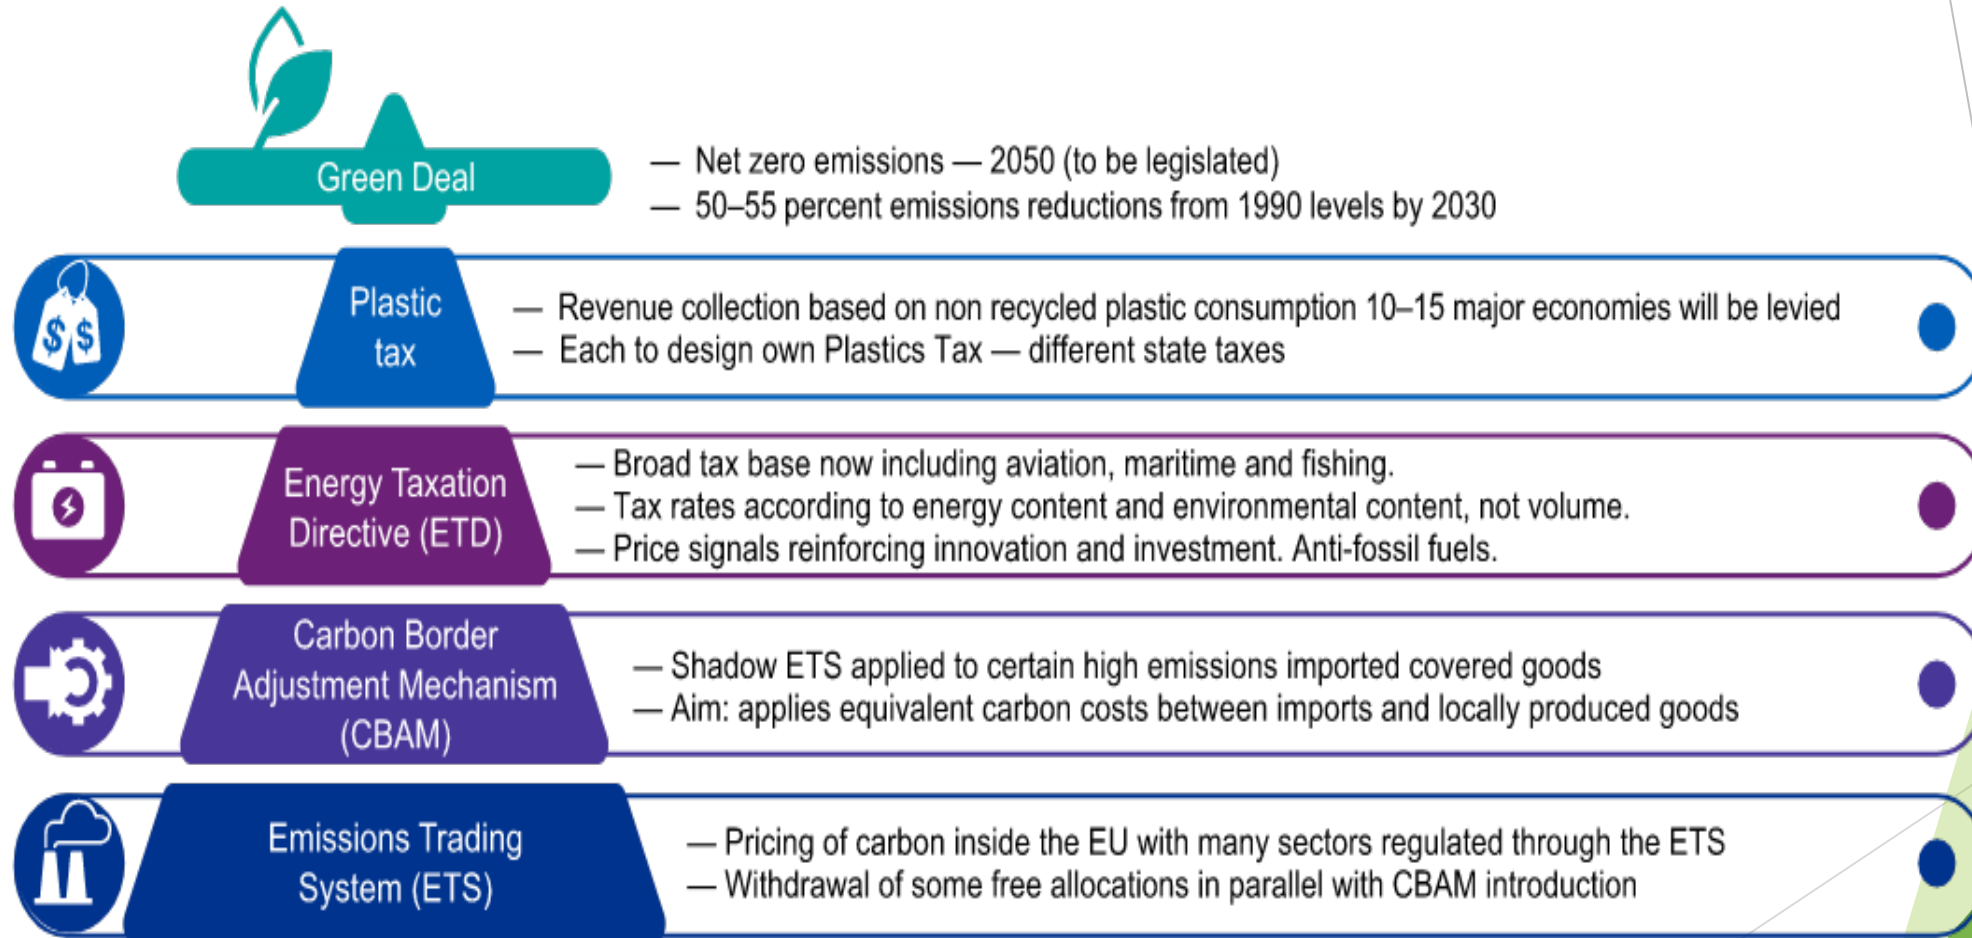 Green Deal
— Net zero emissions — 2050 (to be legislated)
— 50–55 percent emissions reductions from 1990 levels by 2030
$ $
Plastic
tax
— Revenue collection based on non recycled plastic consumption 10–15 major economies will be levied
— Each to design own Plastics Tax — different state taxes
Energy Taxation
Directive (ETD)
— Broad tax base now including aviation, maritime and fishing.
— Tax rates according to energy content and environmental content, not volume.
— Price signals reinforcing innovation and investment. Anti-fossil fuels.
Carbon Border
Adjustment Mechanism
(CBAM)
— Shadow ETS applied to certain high emissions imported covered goods
— Aim: applies equivalent carbon costs between imports and locally produced goods
Emissions Trading
System (ETS)
— Pricing of carbon inside the EU with many sectors regulated through the ETS
— Withdrawal of some free allocations in parallel with CBAM introduction